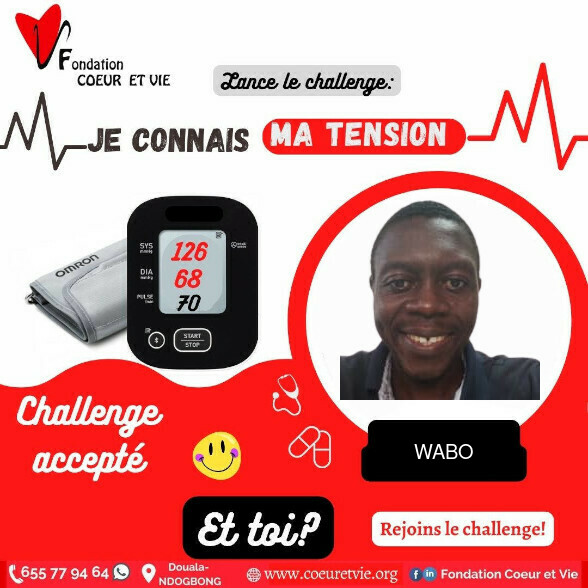 Fondation
COEUR ET VIE
Lance le challenge:
JE CONNAIS MA TENSION
OMRON
SYS
mmHg
126
DIA
mmHg
68
PULSE
70
START
STOP
Challenge
accepté
WABO
Et toi?
Rejoins le challenge!
655 77 94 64
Douala-
NDOGBONG
www.coeuretvie.org
Fondation Coeur et Vie